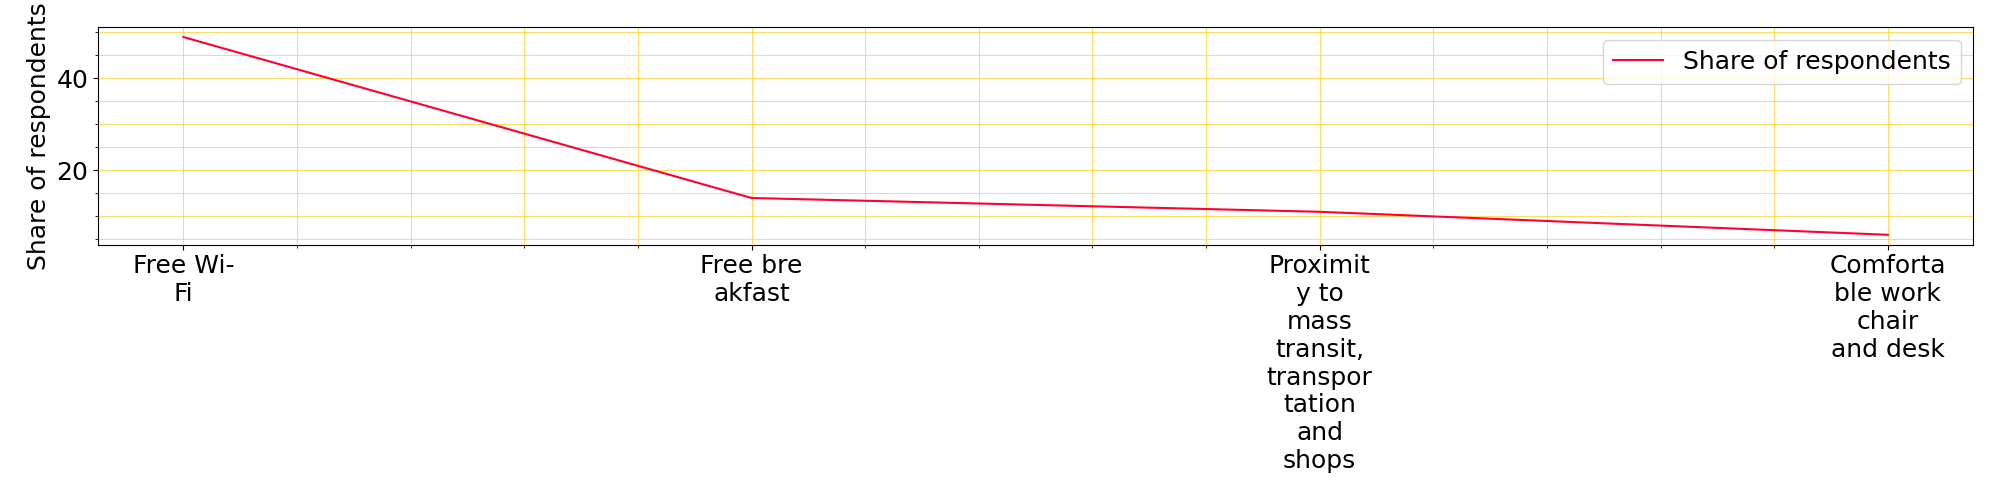 Share of respondents
40
20
Share of respondents
Free Wi-
Fi
Free bre
akfast
Proximit
y to
mass
transit,
transpor
tation
and
shops
Comforta
ble work
chair
and desk